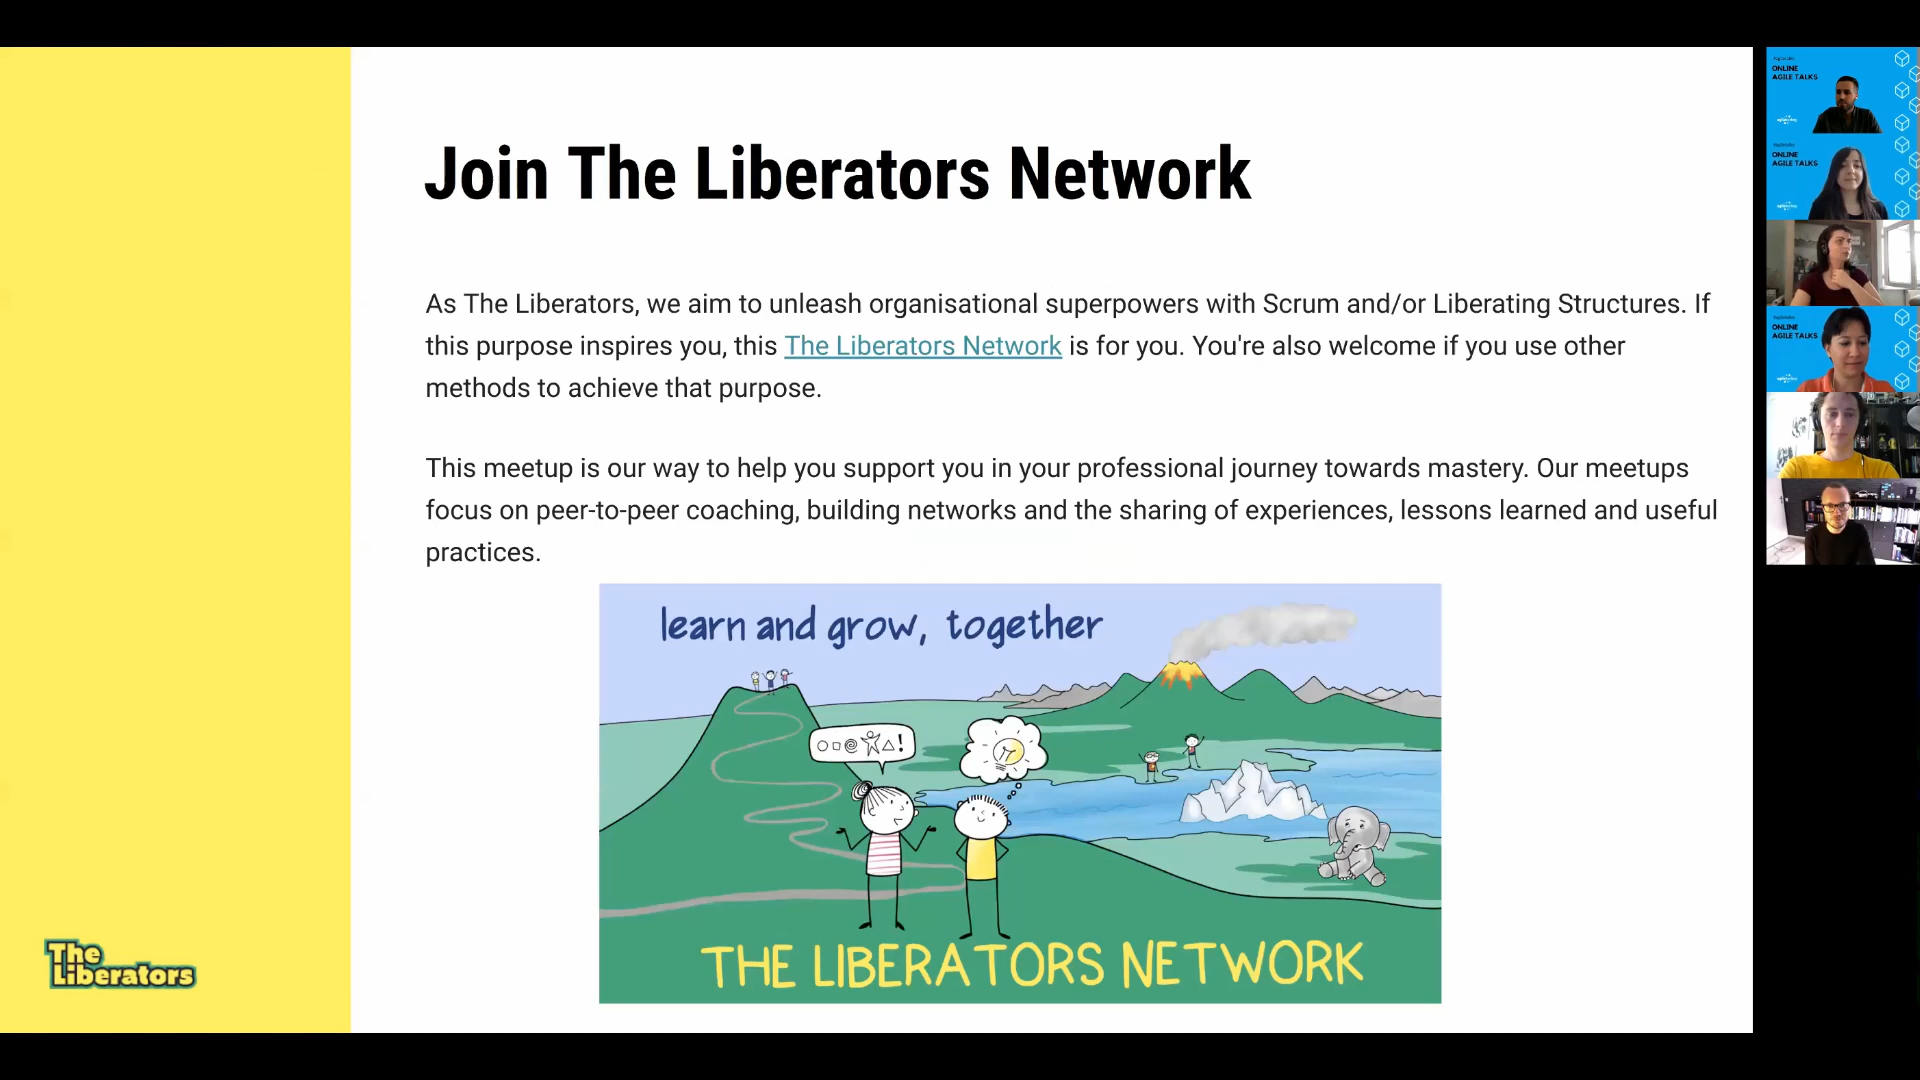 Join The Liberators Network
As The Liberators, we aim to unleash organisational superpowers with Scrum and/or Liberating Structures. If
this purpose inspires you, this The Liberators Network is for you. You're also welcome if you use other
methods to achieve that purpose.
This meetup is our way to help you support you in your professional journey towards mastery. Our meetups
focus on peer-to-peer coaching, building networks and the sharing of experiences, lessons learned and useful
practices.
learn and grow, together
THE LIBERATORS NETWORK
The
Liberators
ONLINE
AGILE TALKS
ONLINE
AGILE TALKS
ONLINE
AGILE TALKS